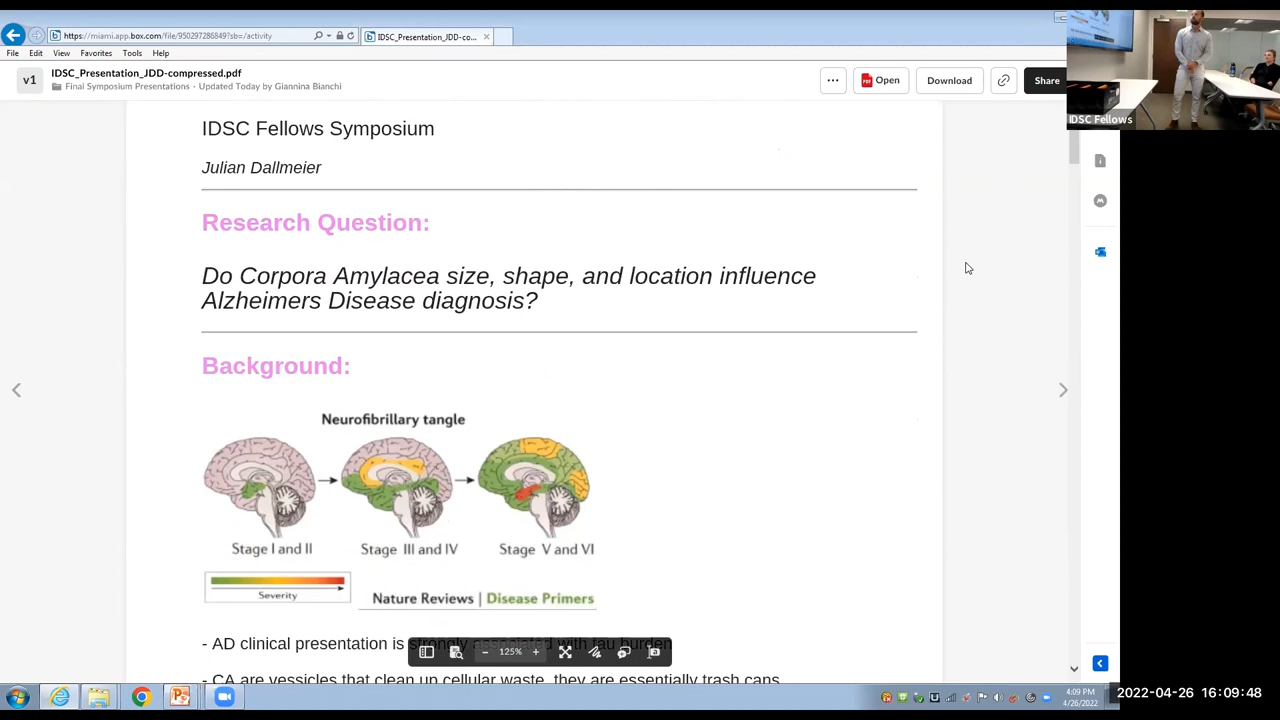 https://miami.app.box.com/file/950297286849?sb=/activity
IDSC_Presentation_JDD-co...
File Edit View Favorites Tools Help
v1
IDSC_Presentation_JDD-compressed.pdf
Final Symposium Presentations · Updated Today by Giannina Bianchi
Open
Download
Share
IDSC Fellows
IDSC Fellows Symposium
Julian Dallmeier
Research Question:
Do Corpora Amylacea size, shape, and location influence
Alzheimers Disease diagnosis?
Background:
Neurofibrillary tangle
Stage I and II
Stage III and IV
Stage V and VI
Severity
Nature Reviews | Disease Primers
- AD clinical presentation is strongly associated with tau burden
125%
- CA are vessicles that clean up cellular waste, they are essentially trash cans
4:09 PM
4/26/2022
2022-04-26 16:09:48